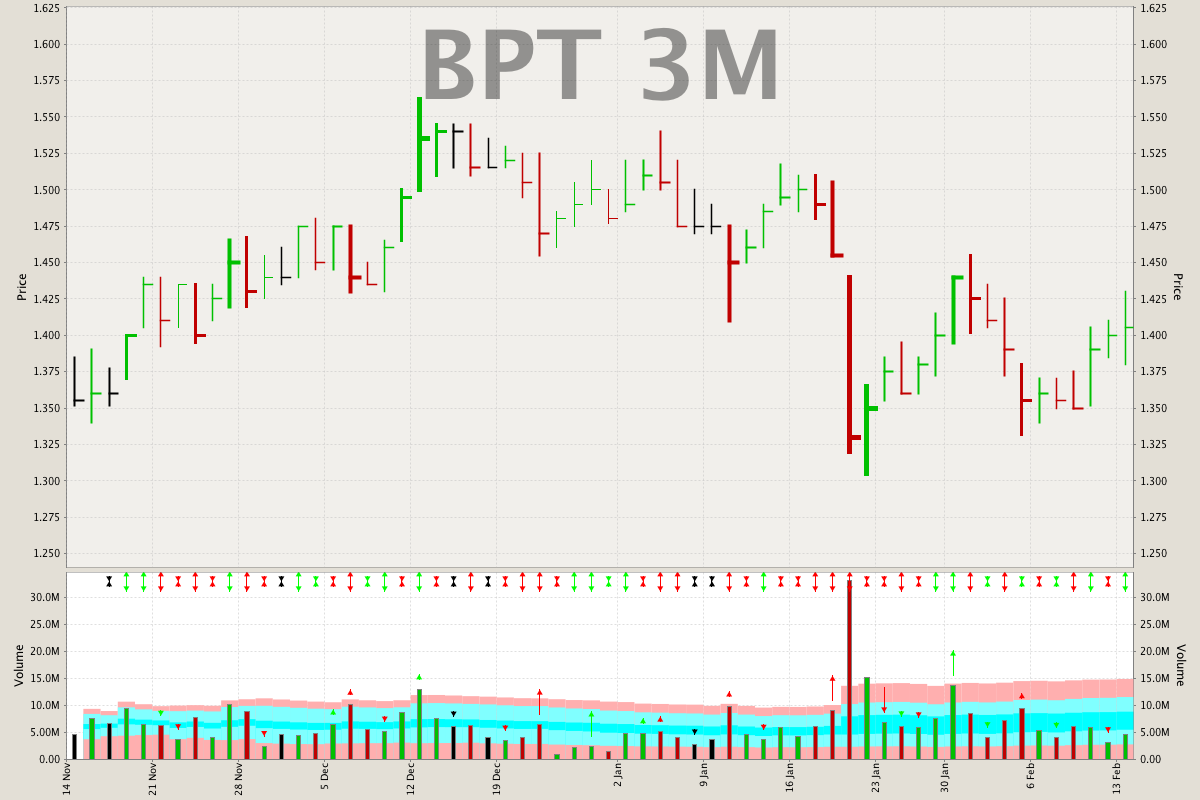 BPT 3M
1.625 1.625
1.600 1.600
1.575 1.575
1.550 1.550
1.525 1.525
1.500 1.500
1.475 1.475
1.450 1.450
Price Price
1.425 1.425
1.400 1.400
1.375 1.375
1.350 1.350
1.325 1.325
1.300 1.300
1.275 1.275
1.250 1.250
30.0M 30.0M
25.0M 25.0M
20.0M 20.0M
Volume Volume
15.0M 15.0M
10.0M 10.0M
5.00M 5.00M
0.00 0.00
14 Nov 21 Nov 28 Nov 5 Dec 12 Dec 19 Dec 2 Jan 9 Jan 16 Jan 23 Jan 30 Jan 6 Feb 13 Feb